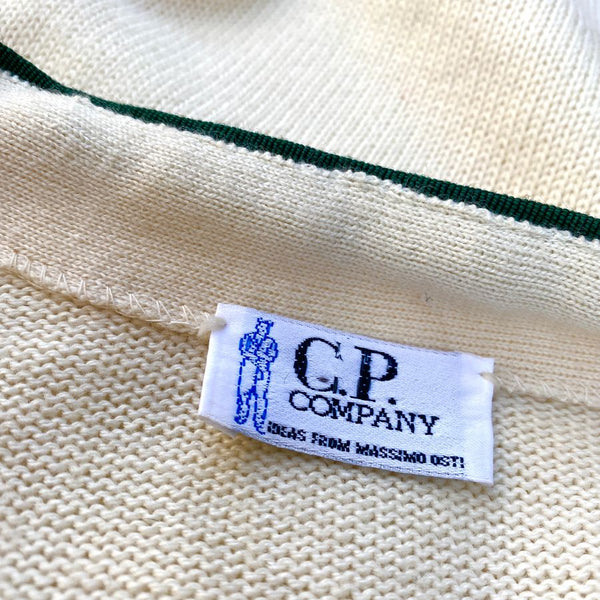 C.P.
COMPANY
IDEAS FROM MASSIMO OSTI